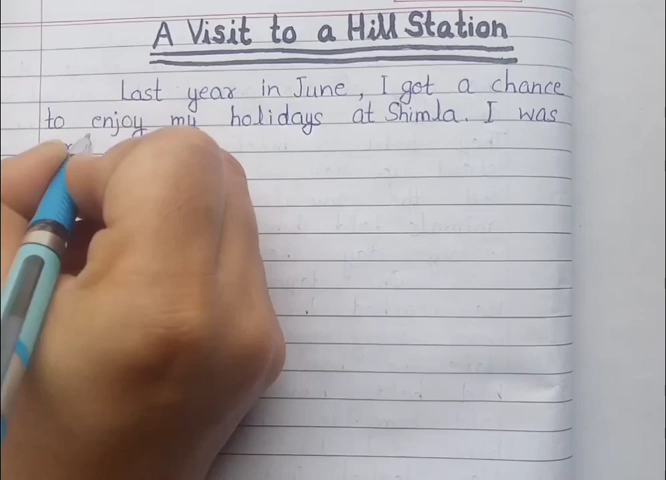 A Visit to a Hill Station
Last year in June, I got a chance
to enjoy my holidays at Shimla. I was